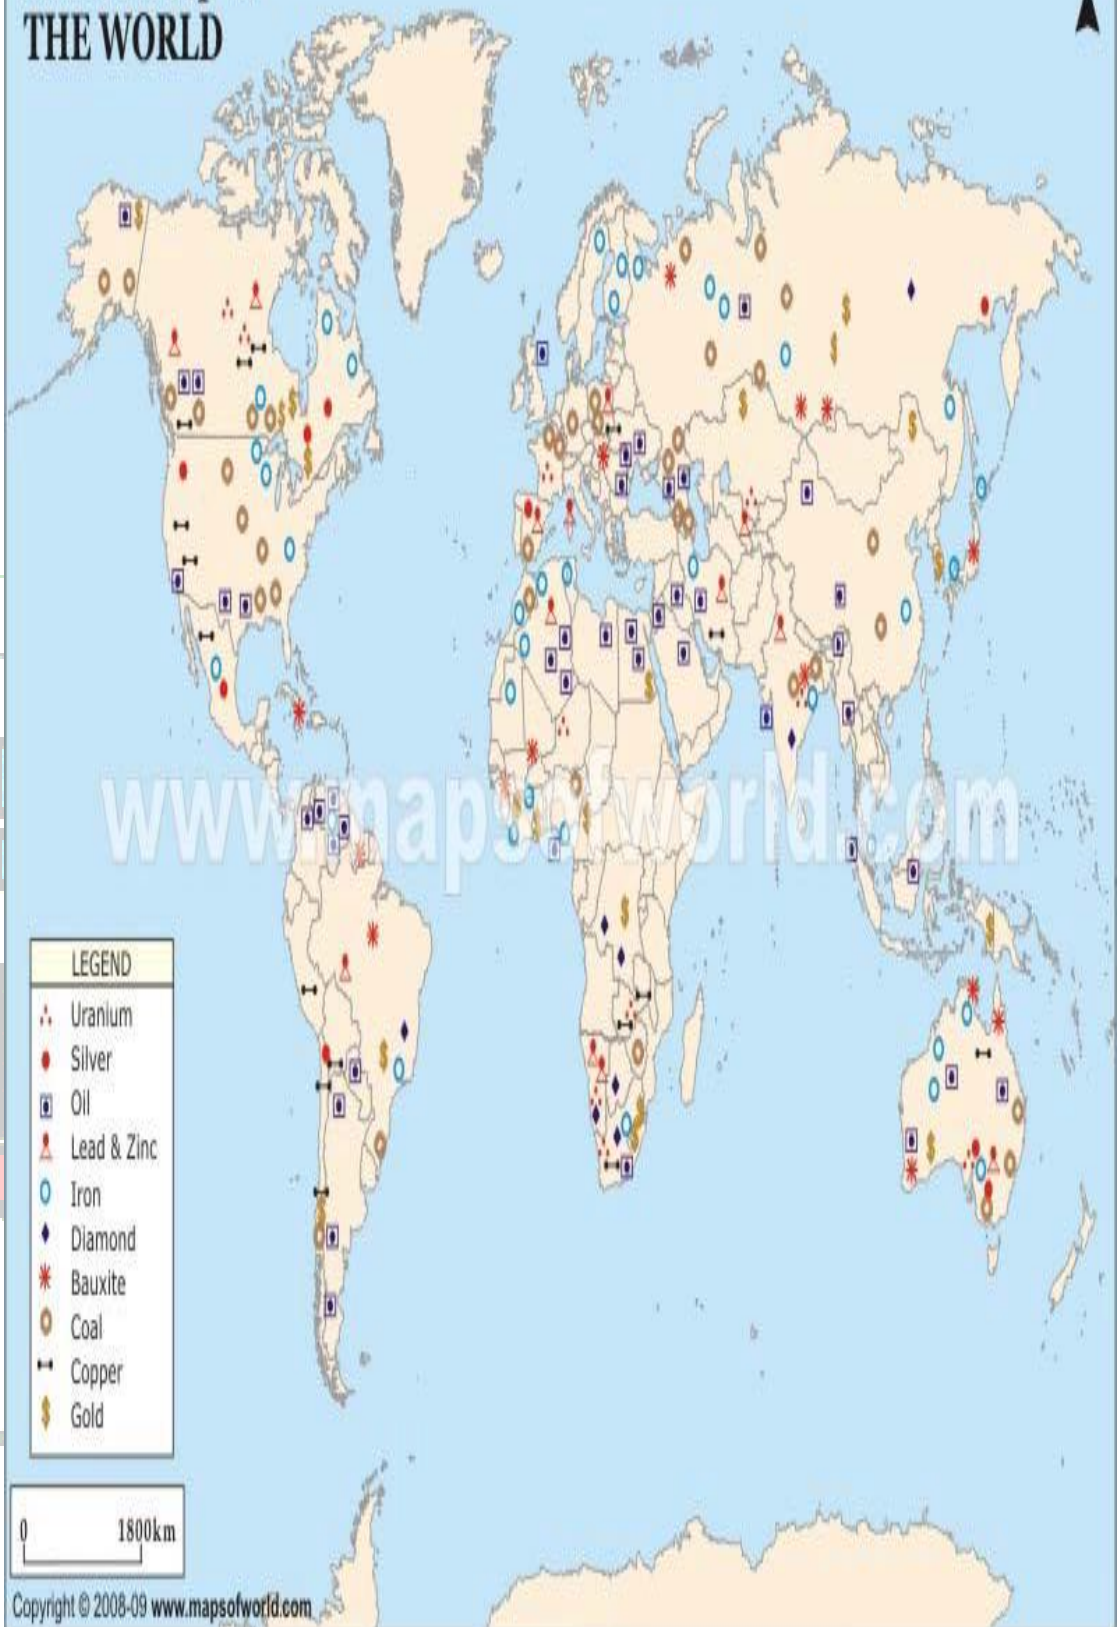 THE WORLD
www.mapsofworld.com
LEGEND
Uranium
Silver
Oil
Lead & Zinc
Iron
Diamond
Bauxite
Coal
Copper
Gold
0 1800km
Copyright © 2008-09 www.mapsofworld.com